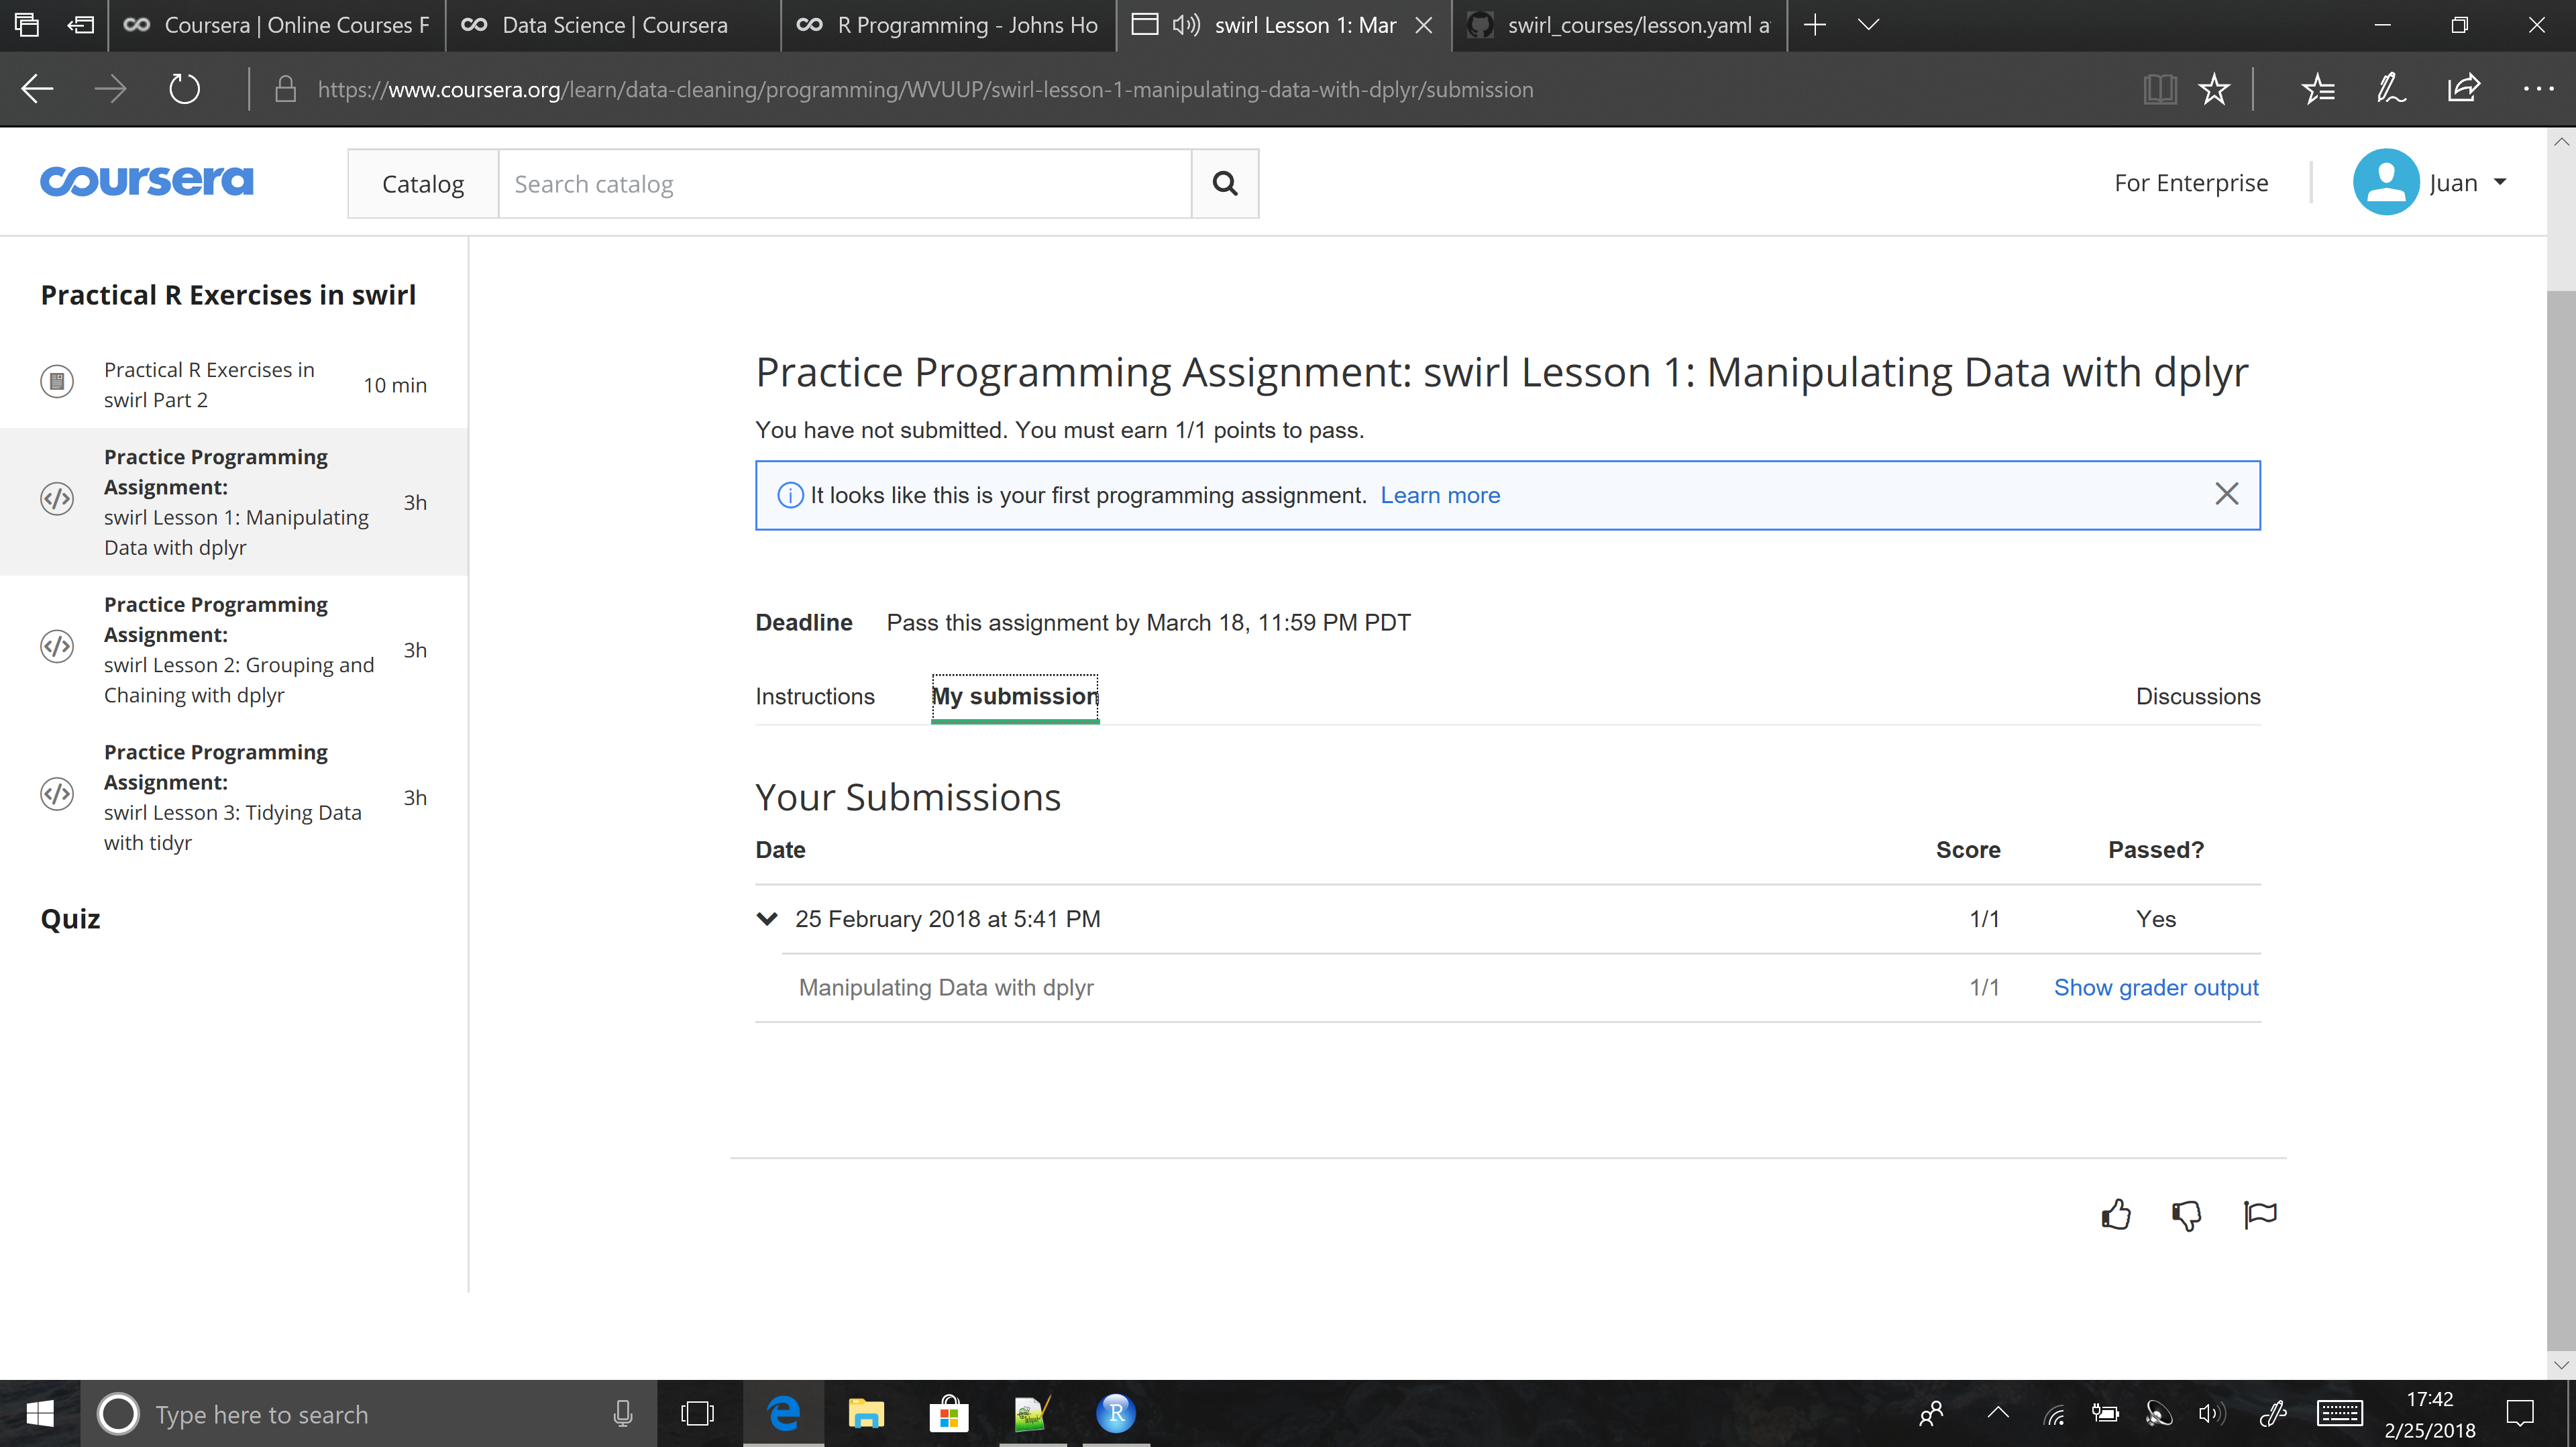 Coursera | Online Courses F
Data Science | Coursera
R Programming - Johns Ho
swirl Lesson 1: Mar
swirl_courses/lesson.yaml a
https://www.coursera.org/learn/data-cleaning/programming/WVUUP/swirl-lesson-1-manipulating-data-with-dplyr/submission
coursera
Catalog
Search catalog
For Enterprise
Juan
Practical R Exercises in swirl
Practical R Exercises in
swirl Part 2
10 min
Practice Programming
Assignment:
swirl Lesson 1: Manipulating
Data with dplyr
3h
Practice Programming
Assignment:
swirl Lesson 2: Grouping and
Chaining with dplyr
3h
Practice Programming
Assignment:
swirl Lesson 3: Tidying Data
with tidyr
3h
Quiz
Practice Programming Assignment: swirl Lesson 1: Manipulating Data with dplyr
You have not submitted. You must earn 1/1 points to pass.
It looks like this is your first programming assignment. Learn more
Deadline Pass this assignment by March 18, 11:59 PM PDT
Instructions My submission Discussions
Your Submissions
Date Score Passed?
25 February 2018 at 5:41 PM 1/1 Yes
Manipulating Data with dplyr 1/1 Show grader output
Type here to search
R
17:42
2/25/2018